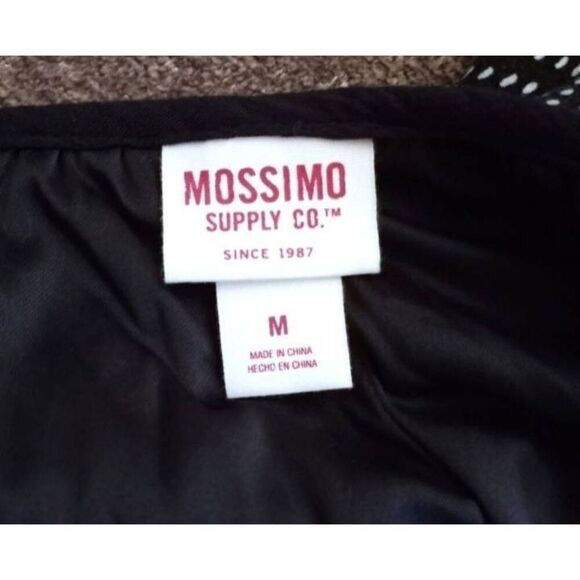 MOSSIMO
SUPPLY CO.™
SINCE 1987
M
MADE IN CHINA
HECHO EN CHINA